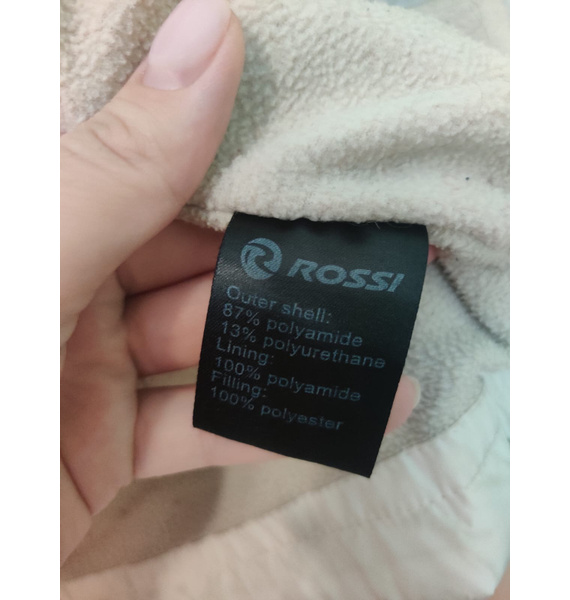 ROSSI
Outer shell:
87% polyamide
13% polyurethane
Lining:
100% polyamide
Filling:
100% polyester